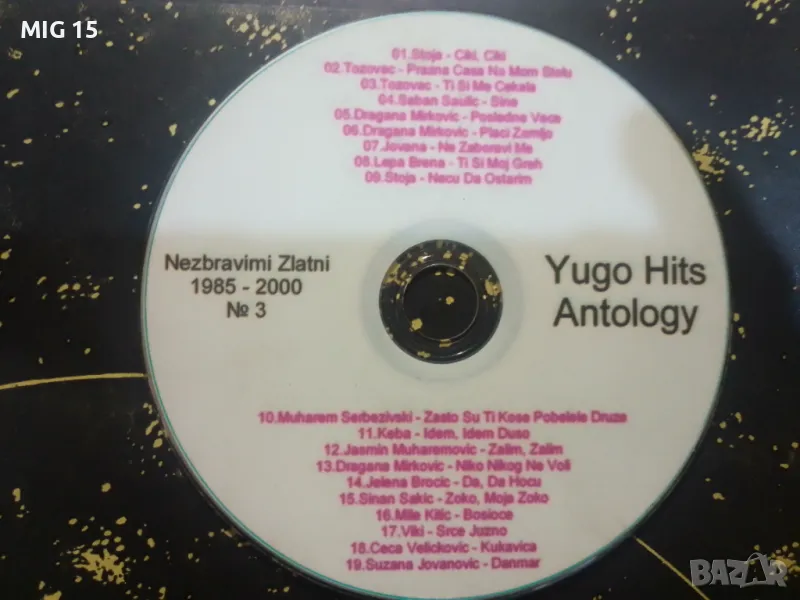 MIG 15
01.Stoja - Ciki, Ciki
02.Tozovac - Prazna Casa Na Mom Stolu
03.Tozovac - Ti Si Me Cekala
04.Saban Saulic - Sine
05.Dragana Mirkovic - Poslednje Vece
06.Dragana Mirkovic - Placi Zemljo
07.Jovana - Ne Zaboravi Me
08.Lepa Brena - Ti Si Moj Greh
09.Stoja - Necu Da Ostarim
Nezbravimi Zlatni
1985 - 2000
№ 3
Yugo Hits
Antology
10.Muharem Serbezivski - Zasto Su Ti Kose Pobelele Druze
11.Keba - Idem, Idem Duso
12.Jasmin Muharemovic - Zalim, Zalim
13.Dragana Mirkovic - Niko Nikog Ne Voli
14.Jelena Brocic - Da, Da Hocu
15.Sinan Sakic - Zoko, Moja Zoko
16.Mile Kitic - Bosioce
17.Viki - Srce Juzno
18.Ceca Velickovic - Kukavica
19.Suzana Jovanovic - Danmar
BAZAR